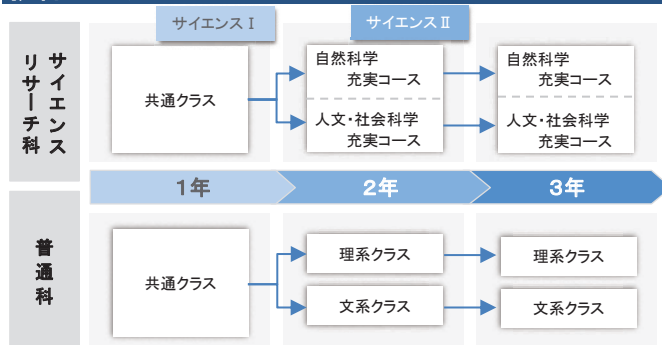 サイエンスⅠ
サイエンスⅡ
サイエンス
リサーチ科
共通クラス
自然科学
充実コース
人文・社会科学
充実コース
自然科学
充実コース
人文・社会科学
充実コース
1年
2年
3年
普通科
共通クラス
理系クラス
文系クラス
理系クラス
文系クラス